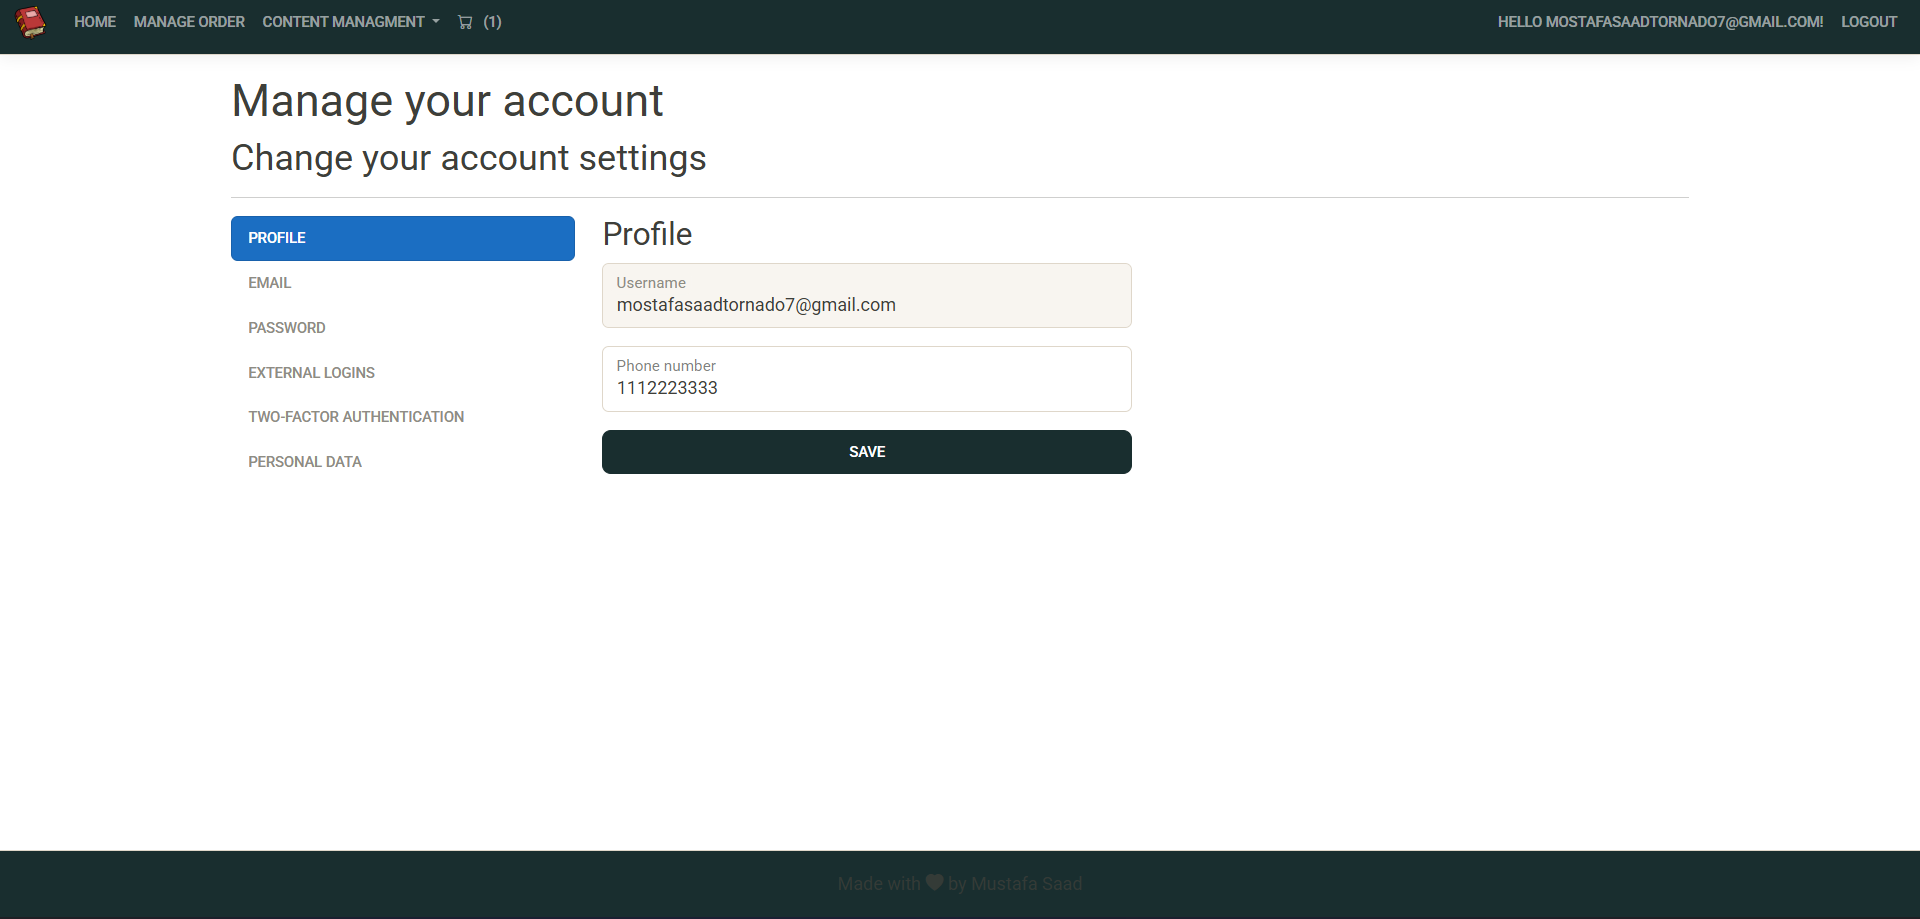 HOME MANAGE ORDER CONTENT MANAGMENT (1) HELLO MOSTAFASAADTORNADO7@GMAIL.COM! LOGOUT
Manage your account
Change your account settings
PROFILE
EMAIL
PASSWORD
EXTERNAL LOGINS
TWO-FACTOR AUTHENTICATION
PERSONAL DATA
Profile
Username
mostafasaadtornado7@gmail.com
Phone number
1112223333
SAVE
Made with by Mustafa Saad